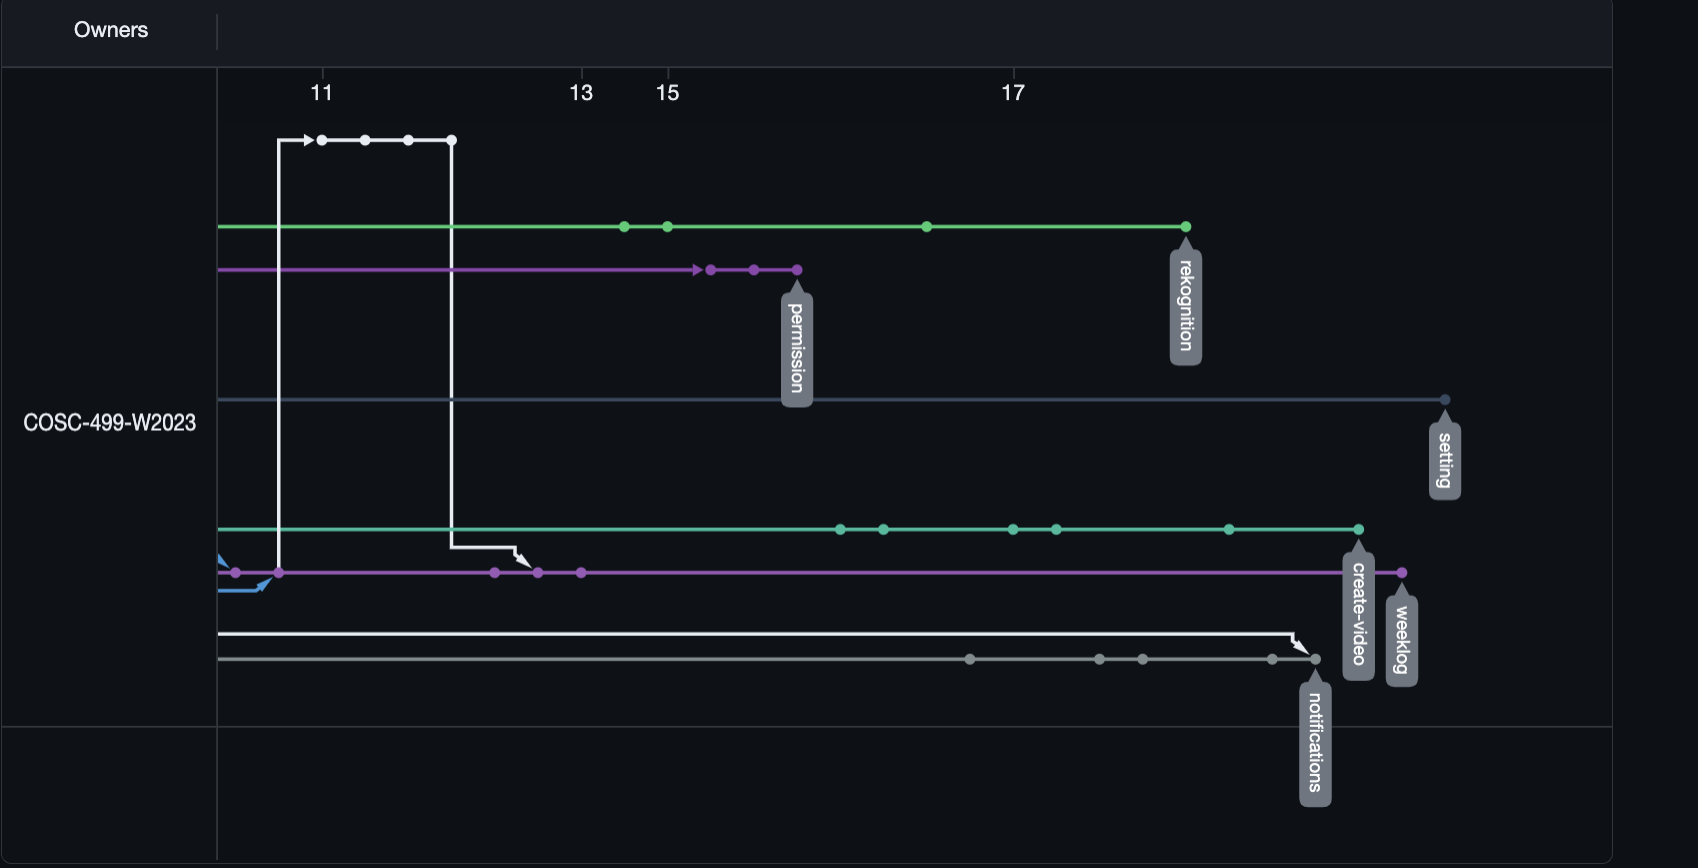 Owners
11 13 15 17
COSC-499-W2023
rekognition
permission
setting
create-video
weeklog
notifications